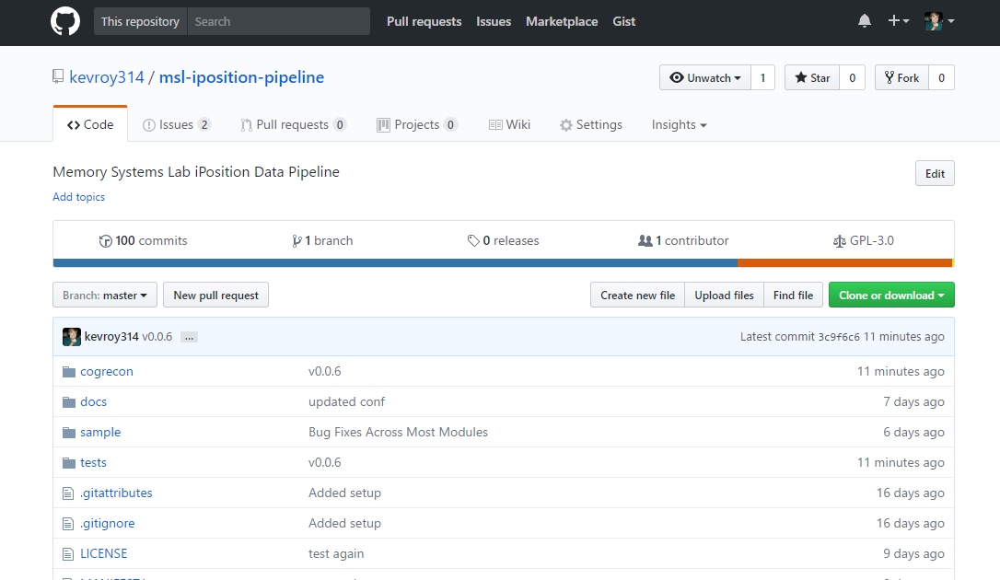 This repository Search Pull requests Issues Marketplace Gist
kevroy314 / msl-iposition-pipeline Unwatch 1 Star 0 Fork 0
Code Issues 2 Pull requests 0 Projects 0 Wiki Settings Insights
Memory Systems Lab iPosition Data Pipeline Edit
Add topics
100 commits 1 branch 0 releases 1 contributor GPL-3.0
Branch: master New pull request Create new file Upload files Find file Clone or download
kevroy314 v0.0.6 ... Latest commit 3c9f6c6 11 minutes ago
cogrecon v0.0.6 11 minutes ago
docs updated conf 7 days ago
sample Bug Fixes Across Most Modules 6 days ago
tests v0.0.6 11 minutes ago
.gitattributes Added setup 16 days ago
.gitignore Added setup 16 days ago
LICENSE test again 9 days ago